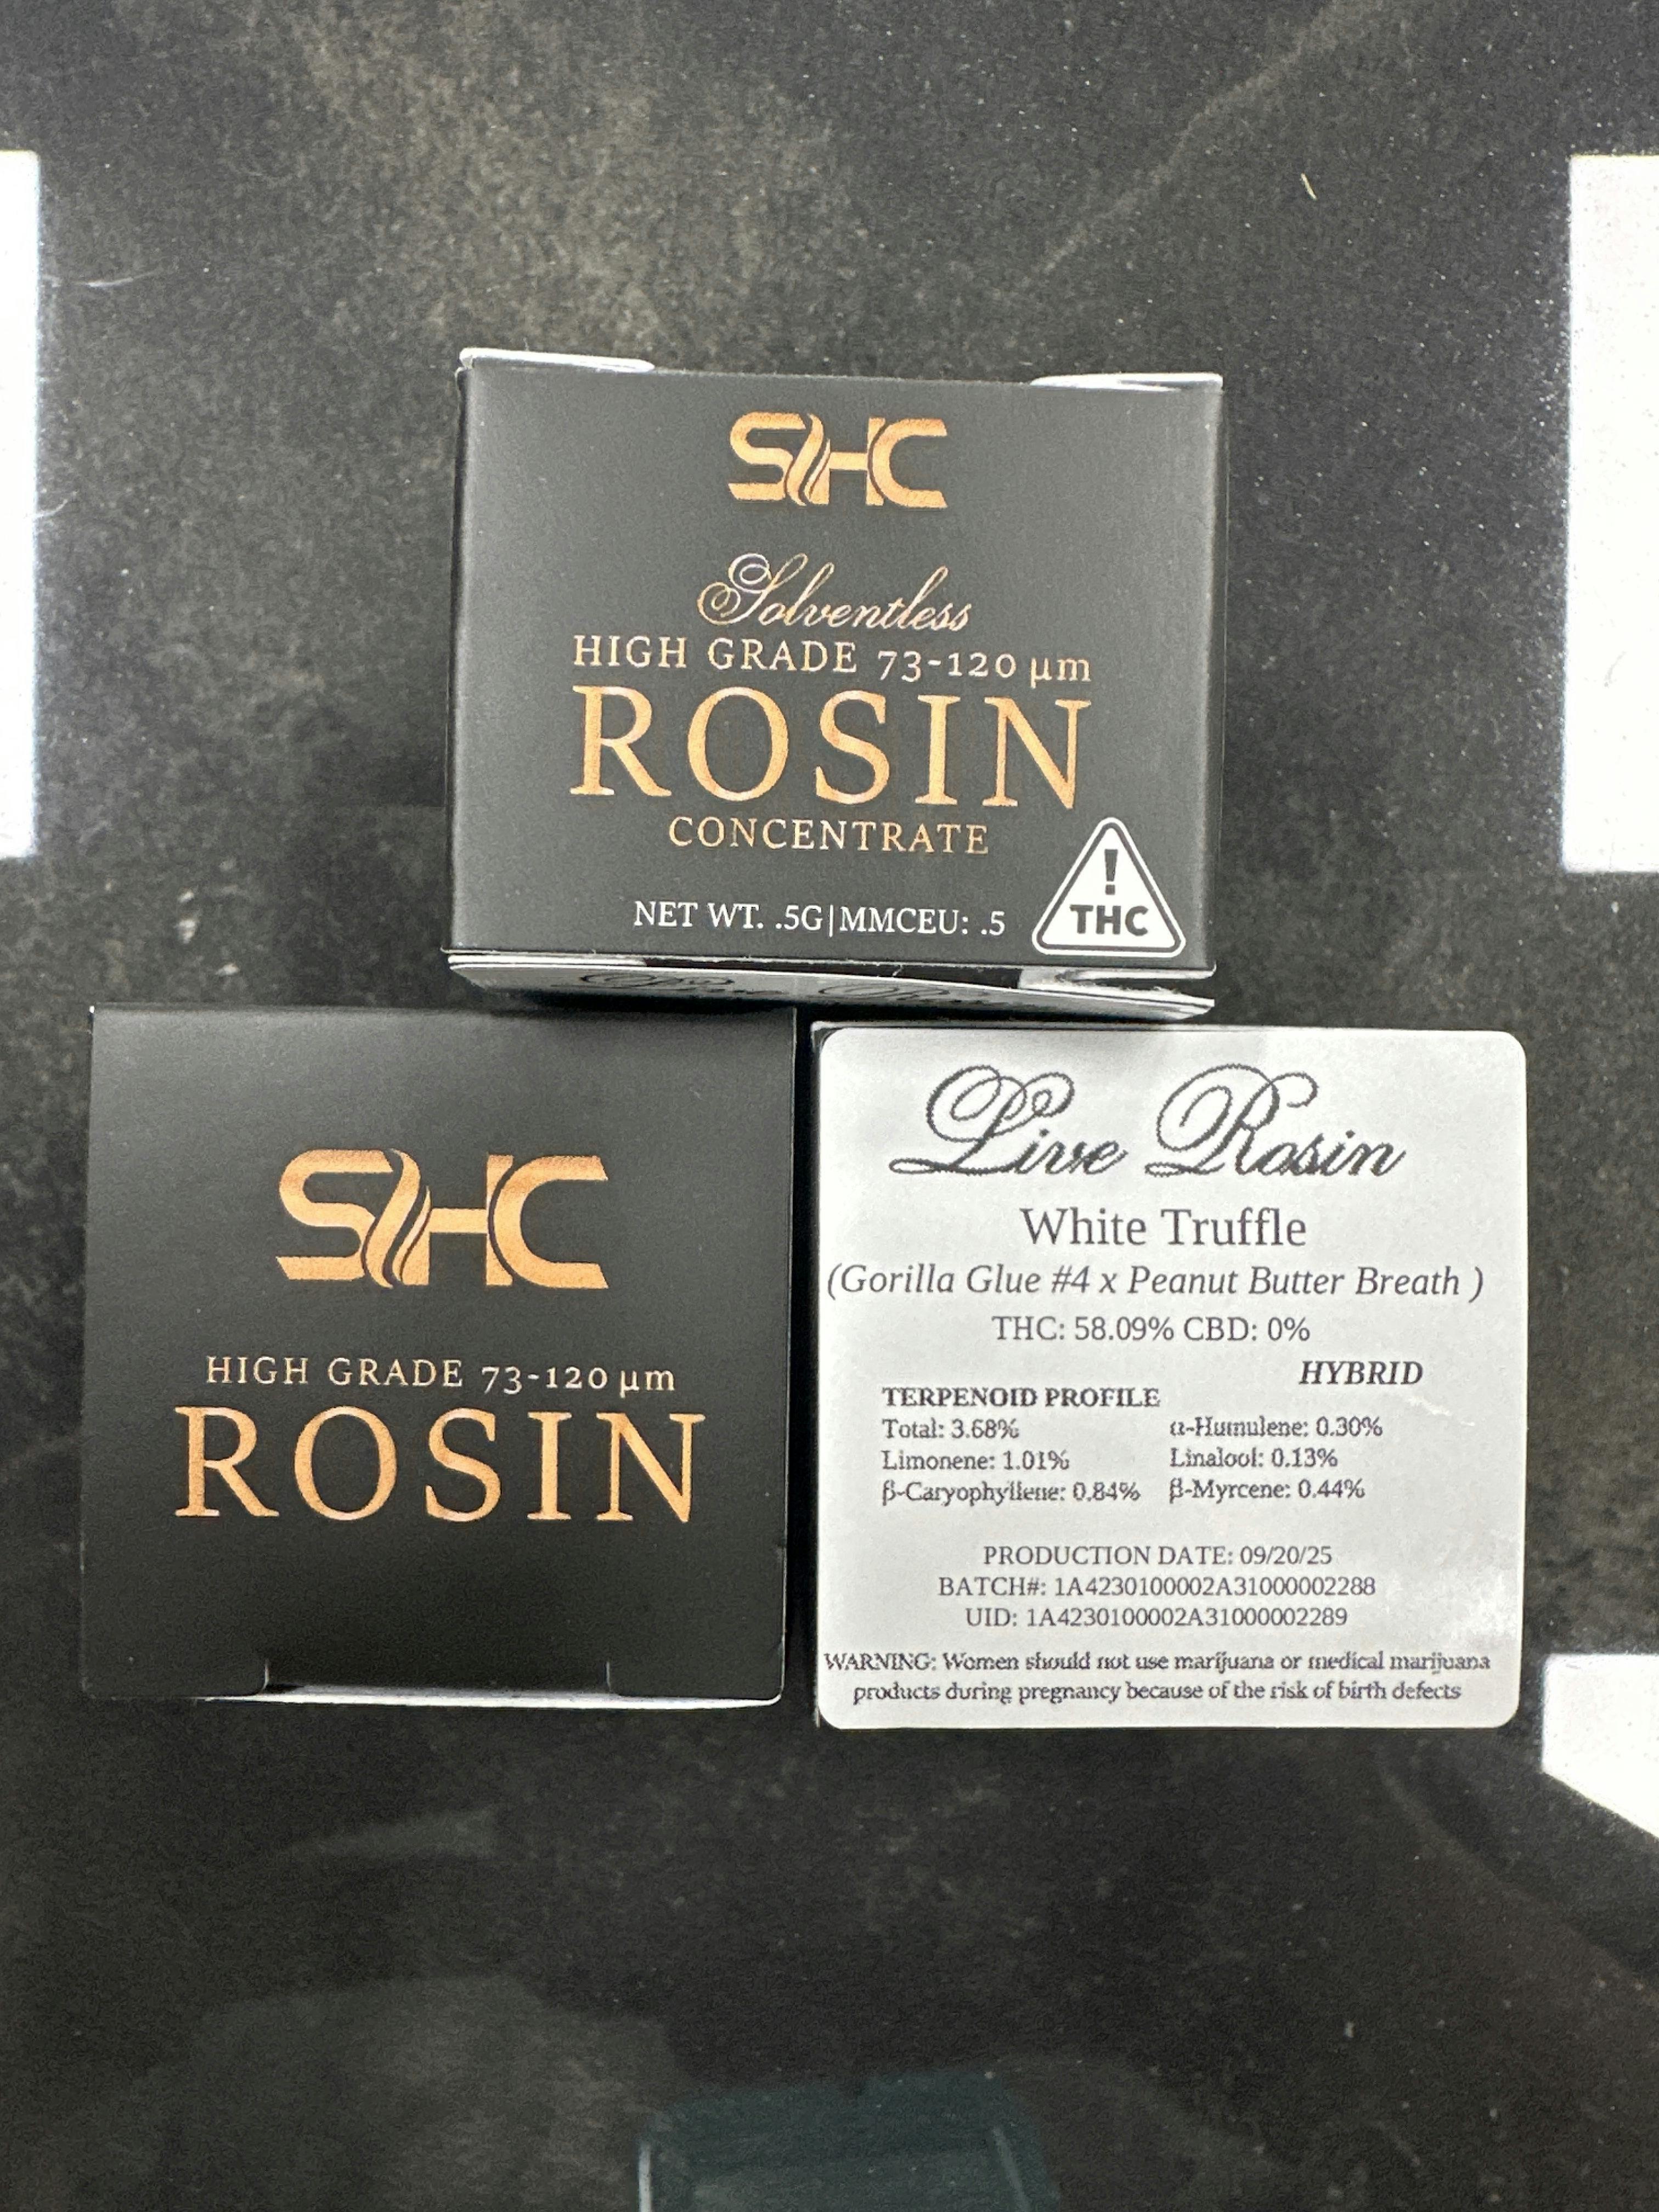 SHC
Solventless
HIGH GRADE 73-120 µm
ROSIN
CONCENTRATE
NET WT. .5G|MMCEU: .5
!
THC
SHC
HIGH GRADE 73-120 µm
ROSIN
Live Rosin
White Truffle
(Gorilla Glue #4 x Peanut Butter Breath )
THC: 58.09% CBD: 0%
HYBRID
TERPENOID PROFILE
Total: 3.68%
Limonene: 1.01%
β-Caryophyllene: 0.84%
α-Humulene: 0.30%
Linalool: 0.13%
β-Myrcene: 0.44%
PRODUCTION DATE: 09/20/25
BATCH#: 1A4230100002A31000002288
UID: 1A4230100002A31000002289
WARNING: Women should not use marijuana or medical marijuana
products during pregnancy because of the risk of birth defects